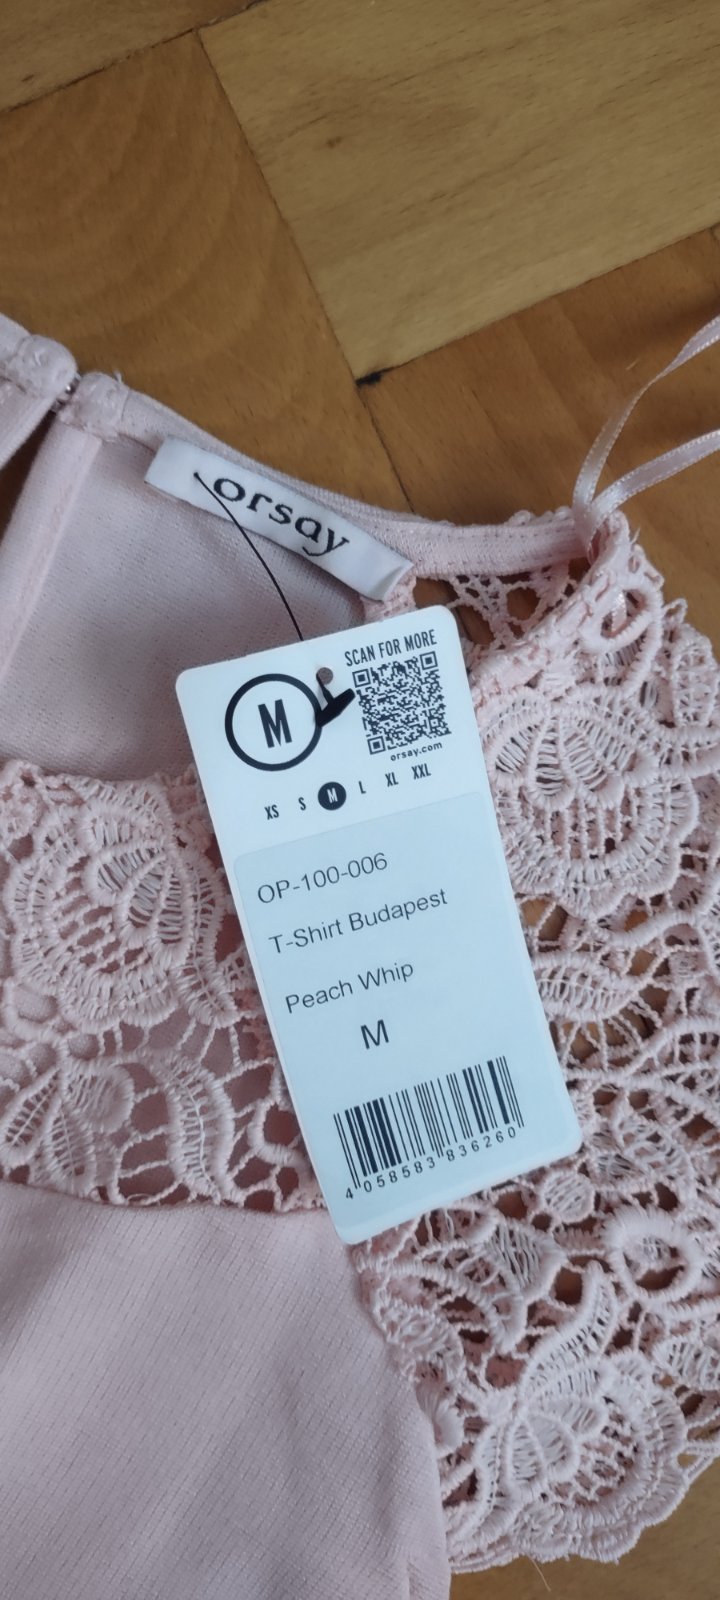 orsay
SCAN FOR MORE
M
orsay.com
XS S M L XL XXL
OP-100-006
T-Shirt Budapest
Peach Whip
M
4 058583 836260